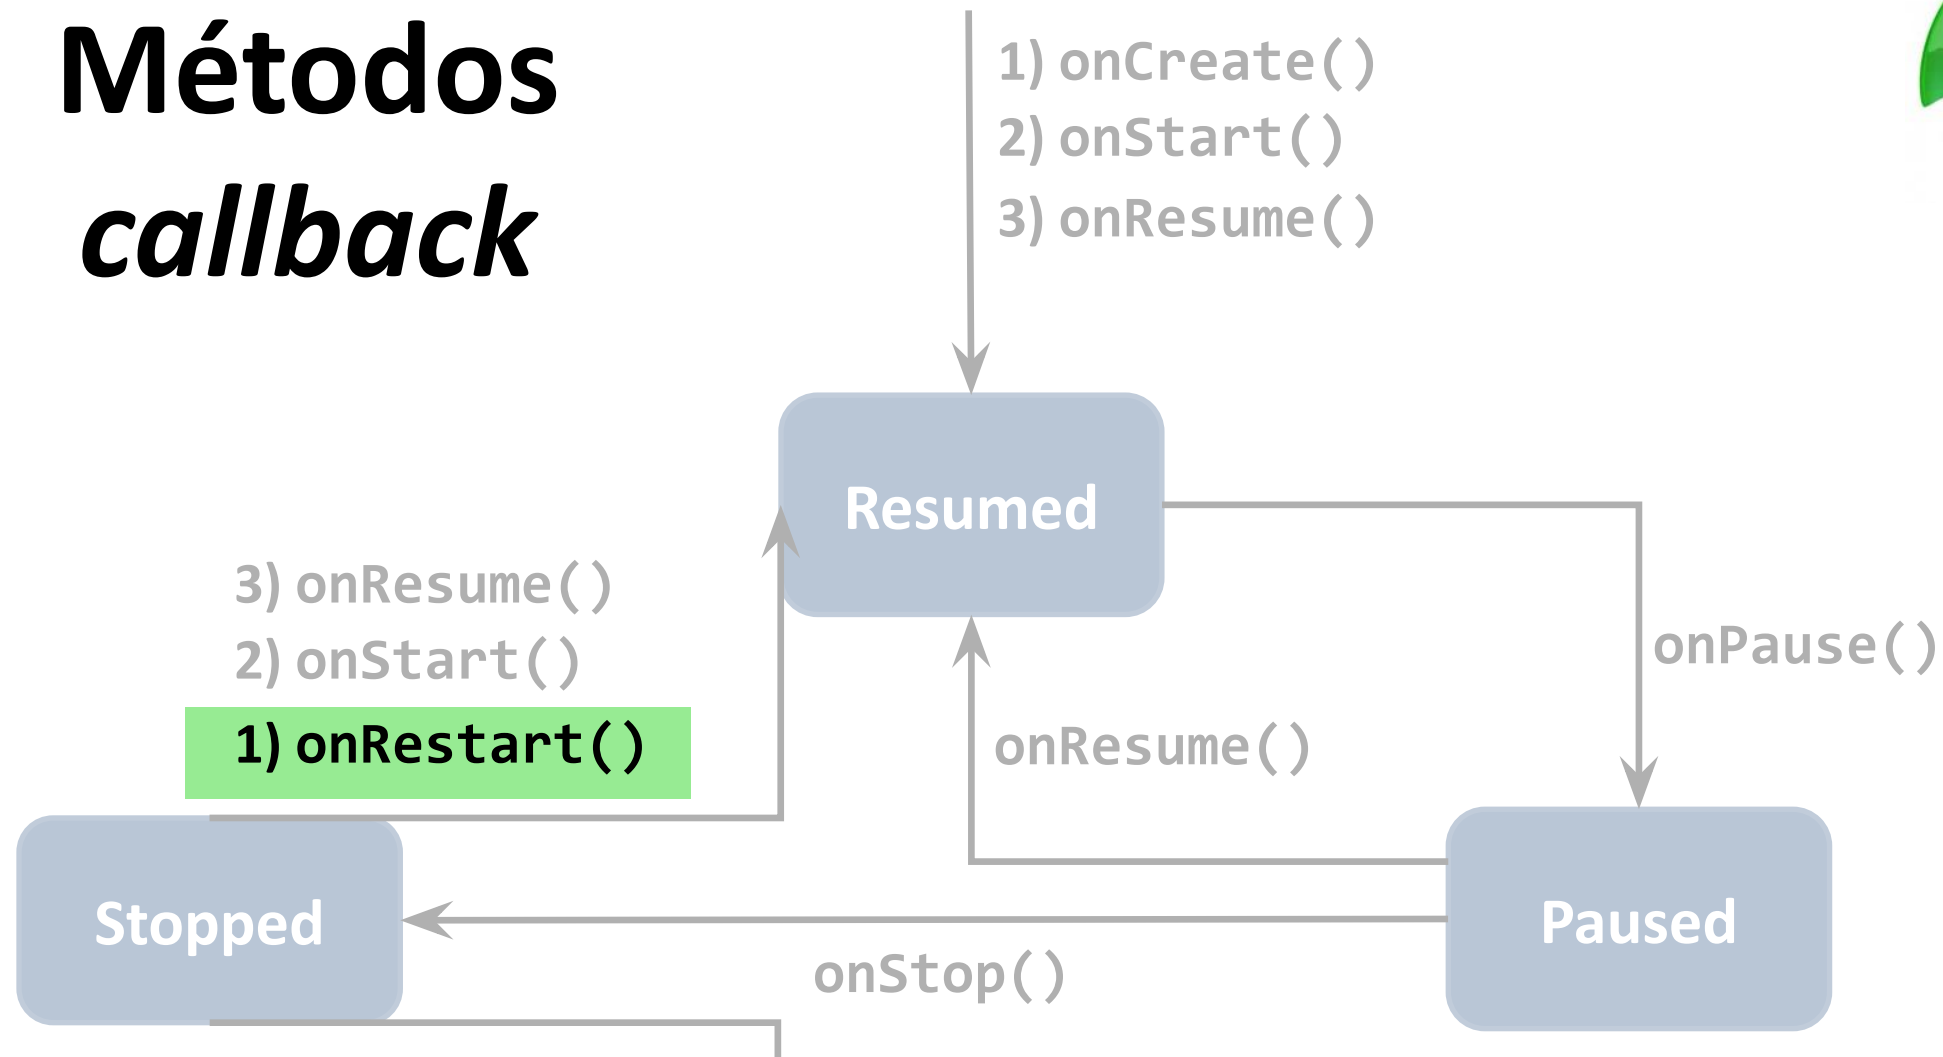 Métodos
callback
1) onCreate()
2) onStart()
3) onResume()
Resumed
3) onResume()
2) onStart()
1) onRestart()
onPause()
onResume()
Stopped
Paused
onStop()